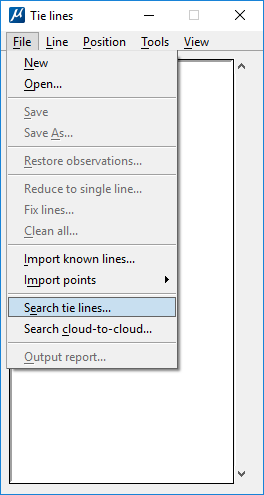 µ Tie lines
File Line Position Tools View
New
Open...
Save
Save As...
Restore observations...
Reduce to single line...
Fix lines...
Clean all...
Import known lines...
Import points
Search tie lines...
Search cloud-to-cloud...
Output report...